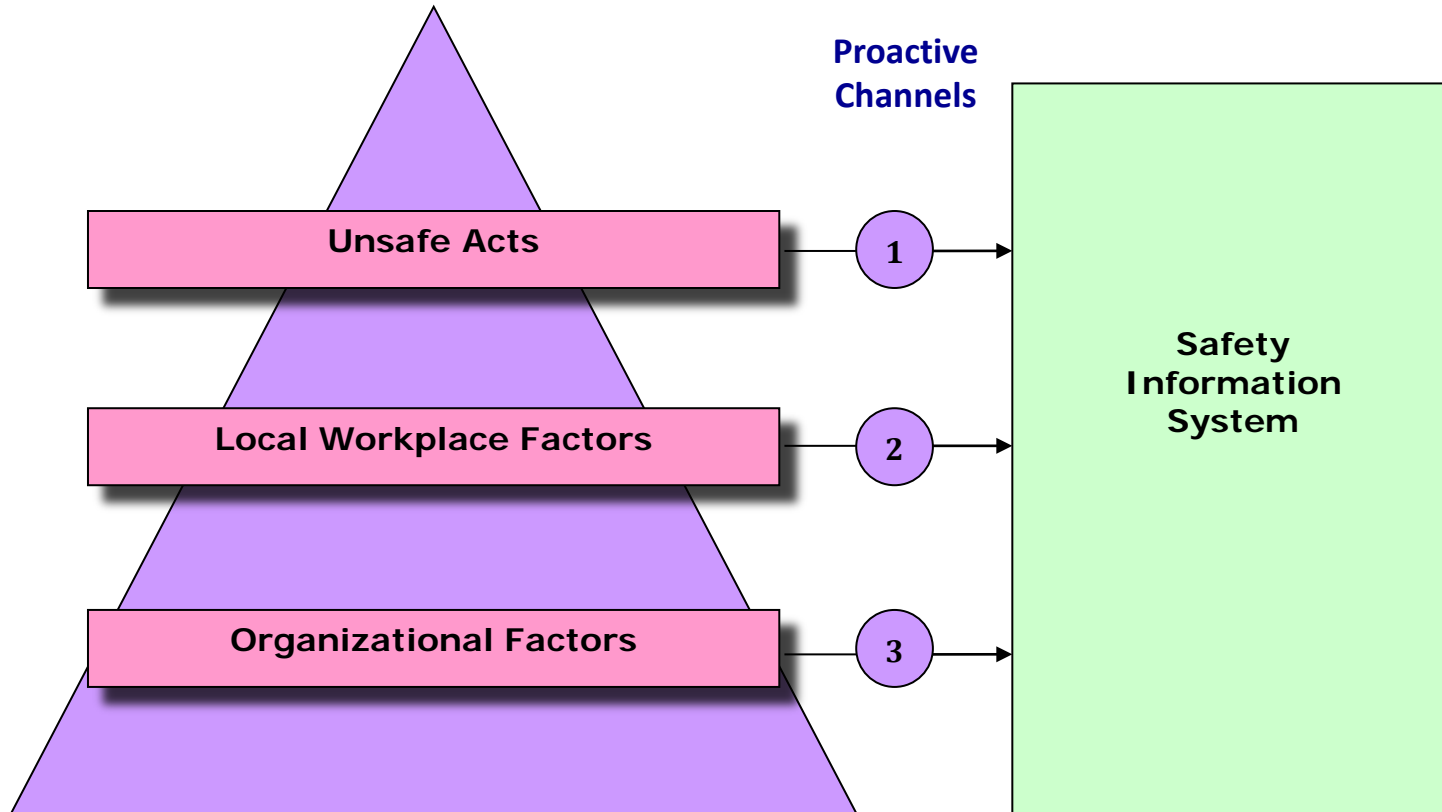 Proactive
Channels
Unsafe Acts
1
Safety
Information
System
Local Workplace Factors
2
Organizational Factors
3